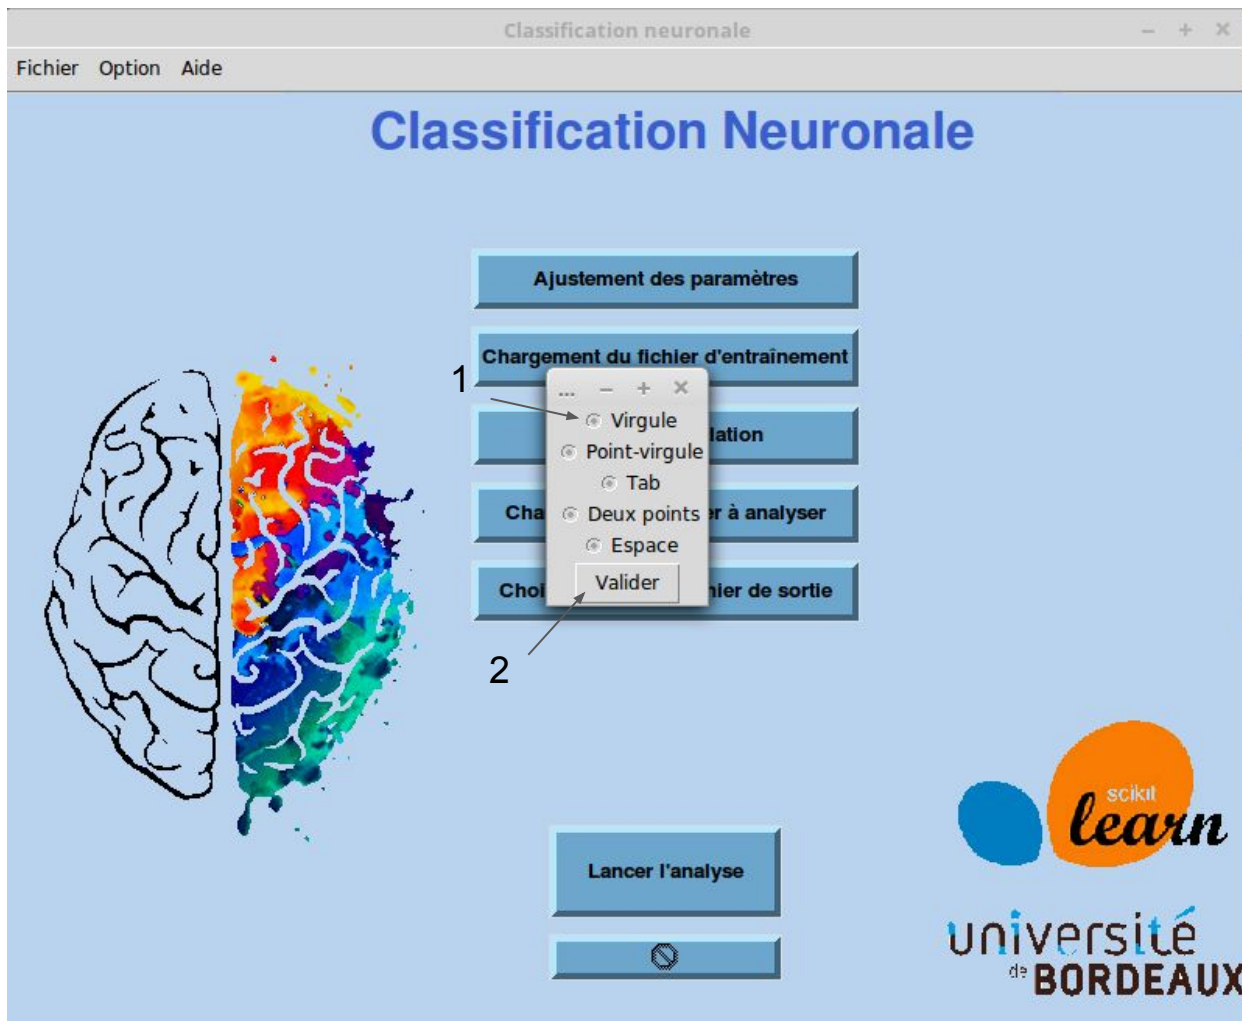 Classification neuronale
Fichier Option Aide
Classification Neuronale
Ajustement des paramètres
Chargement du fichier d'entraînement
1
...
Virgule
lation
Point-virgule
Tab
Cha
Deux points
r à analyser
Espace
Choi
Valider
hier de sortie
2
scikit
learn
Lancer l'analyse
université
de BORDEAUX